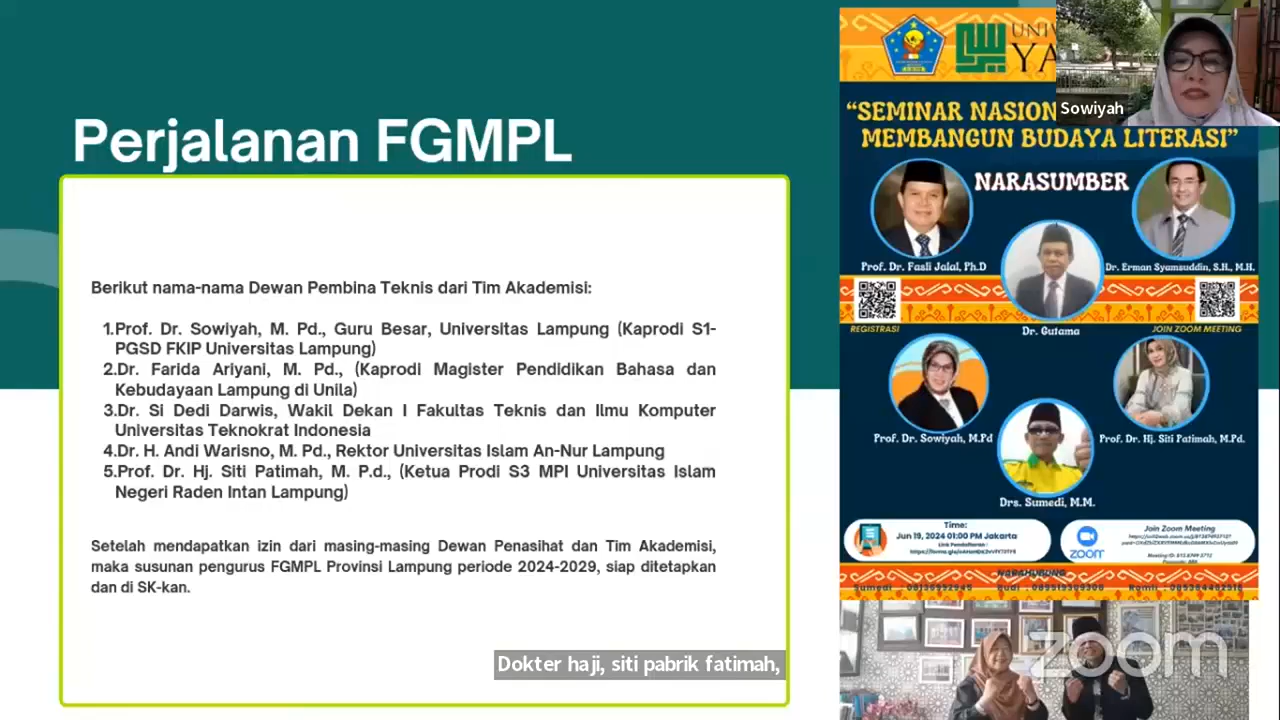 Perjalanan FGMPL
Berikut nama-nama Dewan Pembina Teknis dari Tim Akademisi:
1.Prof. Dr. Sowiyah, M. Pd., Guru Besar, Universitas Lampung (Kaprodi S1-
PGSD FKIP Universitas Lampung)
2.Dr. Farida Ariyani, M. Pd., (Kaprodi Magister Pendidikan Bahasa dan
Kebudayaan Lampung di Unila)
3.Dr. Si Dedi Darwis, Wakil Dekan I Fakultas Teknis dan Ilmu Komputer
Universitas Teknokrat Indonesia
4.Dr. H. Andi Warisno, M. Pd., Rektor Universitas Islam An-Nur Lampung
5.Prof. Dr. Hj. Siti Patimah, M. P.d., (Ketua Prodi S3 MPI Universitas Islam
Negeri Raden Intan Lampung)
Setelah mendapatkan izin dari masing-masing Dewan Penasihat dan Tim Akademisi,
maka susunan pengurus FGMPL Provinsi Lampung periode 2024-2029, siap ditetapkan
dan di SK-kan.
Dokter haji, siti pabrik fatimah,
UNIV
YA
Sowiyah
“SEMINAR NASION
MEMBANGUN BUDAYA LITERASI”
NARASUMBER
Prof. Dr. Fasli Jalal, Ph.D
Dr. Erman Syamsuddin, S.H., M.H.
Dr. Gutama
REGISTRASI
JOIN ZOOM MEETING
Prof. Dr. Sowiyah, M.Pd
Prof. Dr. Hj. Siti Patimah, M.Pd.
Drs. Sumedi, M.M.
Time:
Jun 19, 2024 01:00 PM Jakarta
Link Pendaftaran :
Join Zoom Meeting
zoom
NARAHUBUNG
zoom